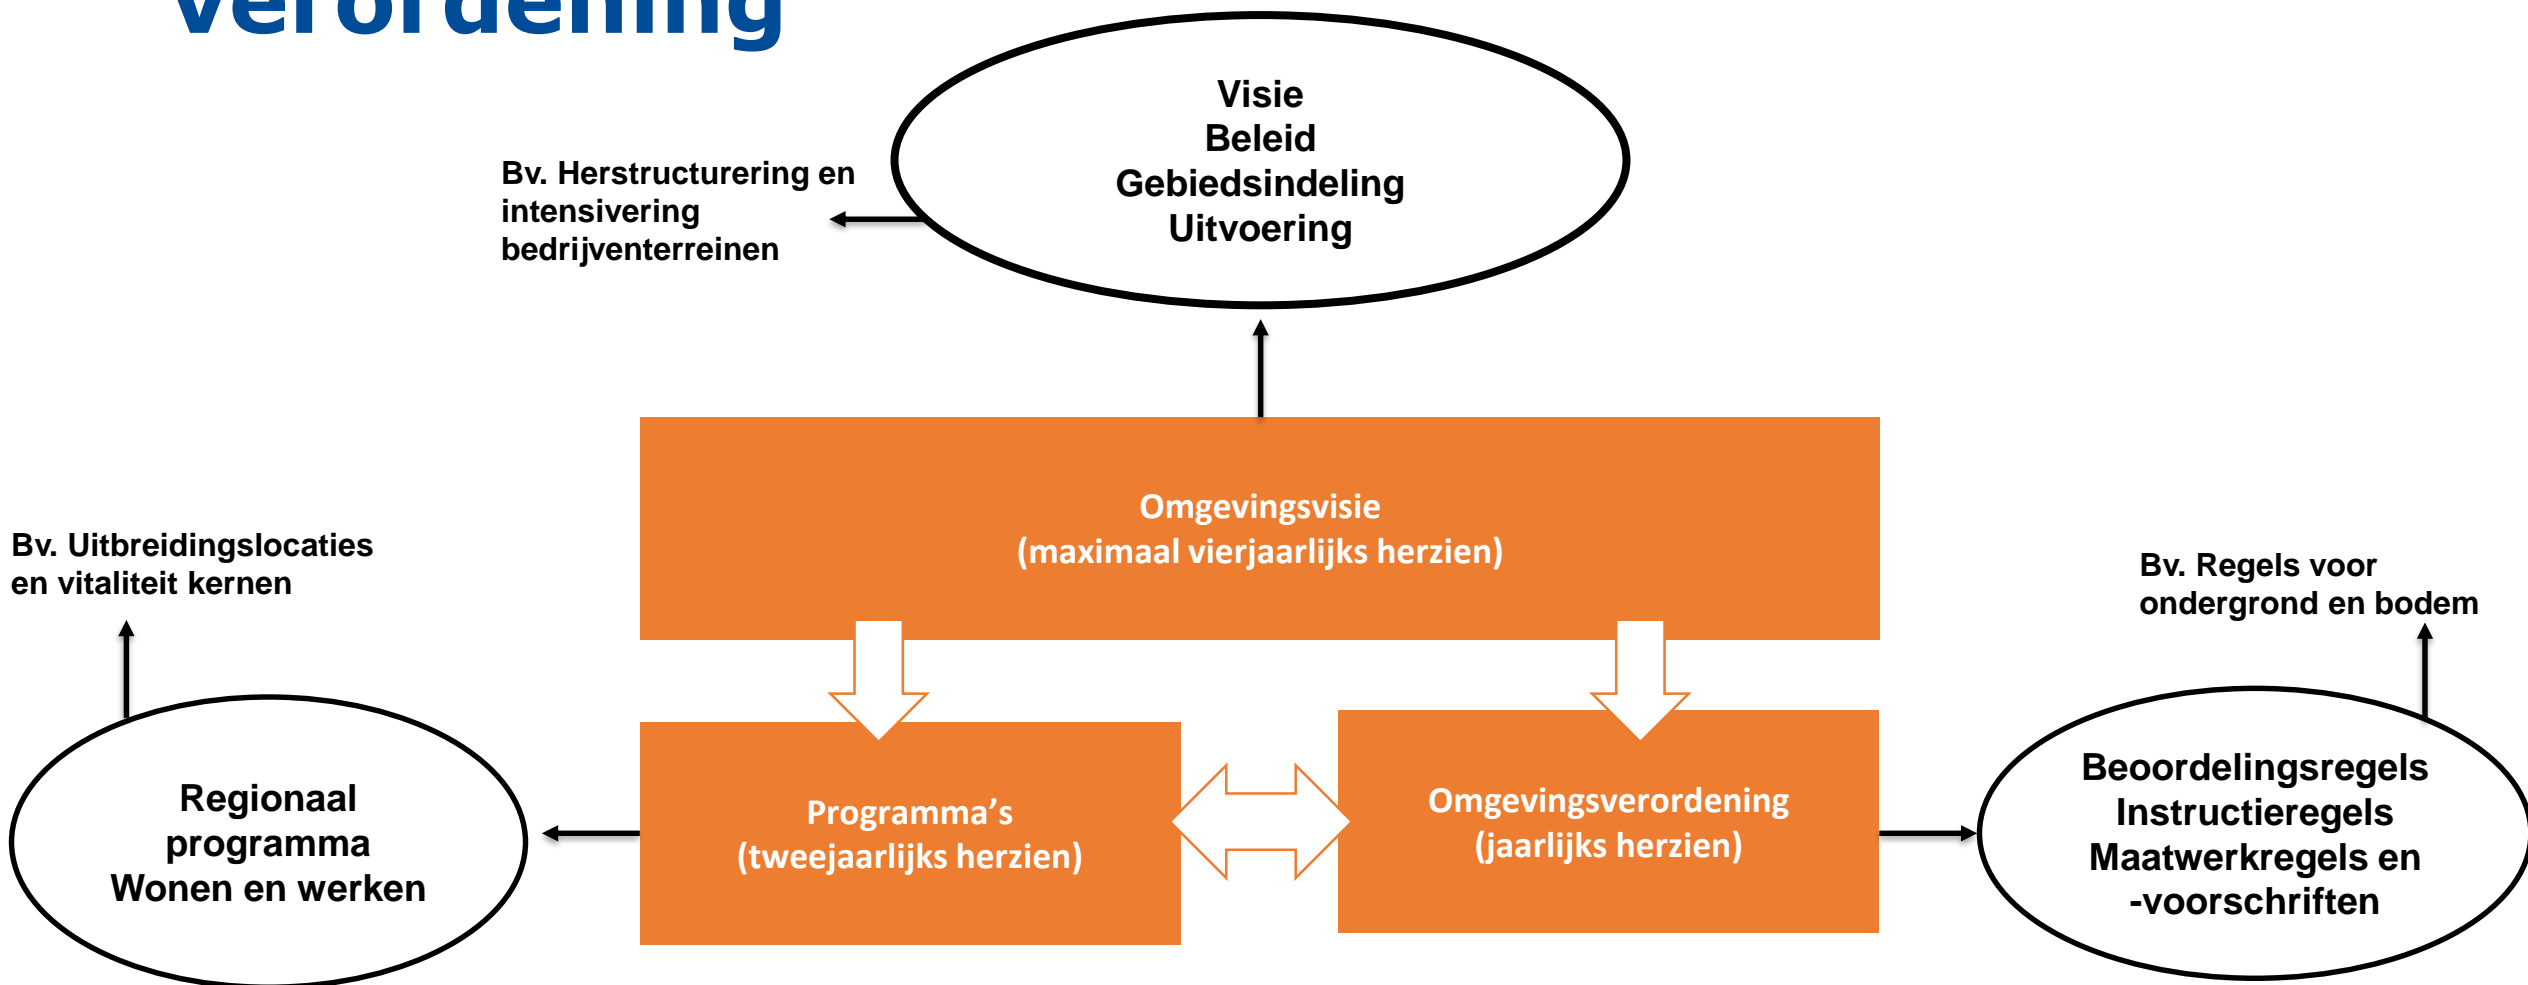 verordening
Visie
Beleid
Gebiedsindeling
Uitvoering
Bv. Herstructurering en
intensivering
bedrijventerreinen
Omgevingsvisie
(maximaal vierjaarlijks herzien)
Bv. Uitbreidingslocaties
en vitaliteit kernen
Bv. Regels voor
ondergrond en bodem
Regionaal
programma
Wonen en werken
Programma’s
(tweejaarlijks herzien)
Omgevingsverordening
(jaarlijks herzien)
Beoordelingsregels
Instructieregels
Maatwerkregels en
-voorschriften